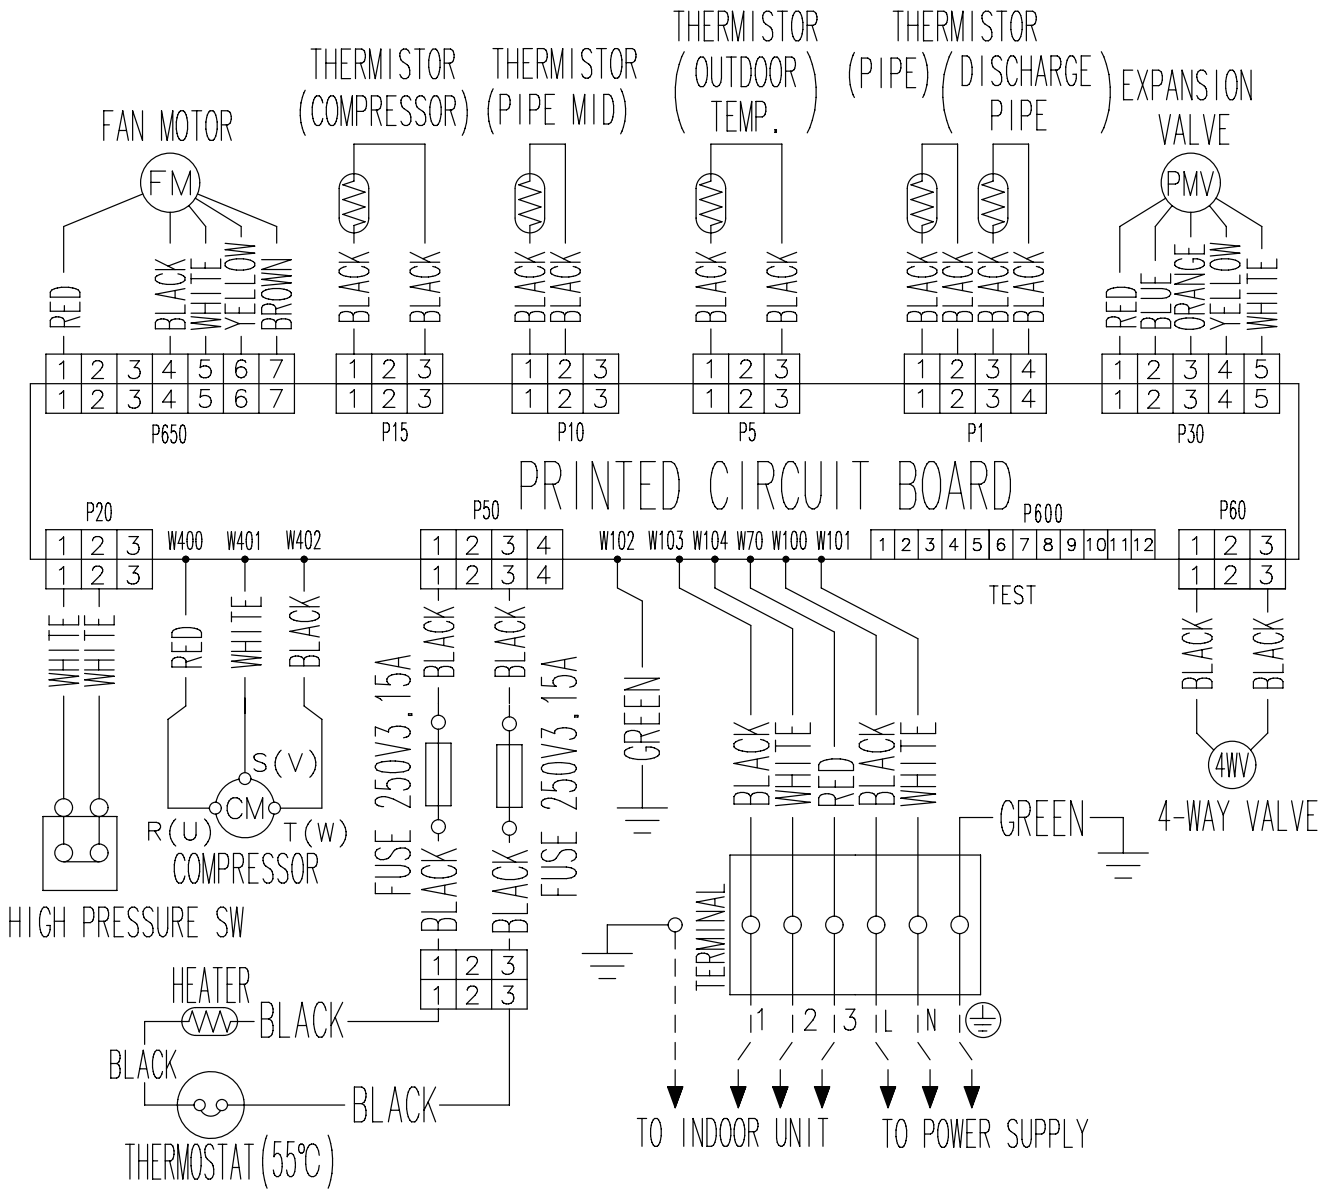 THERMISTOR
(OUTDOOR
TEMP.)
THERMISTOR
(PIPE) (DISCHARGE
PIPE)
THERMISTOR
(COMPRESSOR)
THERMISTOR
(PIPE MID)
EXPANSION
VALVE
FAN MOTOR
FM
PMV
RED
BLACK
WHITE
YELLOW
BROWN
BLACK
BLACK
BLACK
BLACK
BLACK
BLACK
BLACK
BLACK
BLACK
BLACK
RED
BLUE
ORANGE
YELLOW
WHITE
1 2 3 4 5 6 7
1 2 3 4 5 6 7
P650
1 2 3
1 2 3
P15
1 2 3
1 2 3
P10
1 2 3
1 2 3
P5
1 2 3 4
1 2 3 4
P1
1 2 3 4 5
1 2 3 4 5
P30
PRINTED CIRCUIT BOARD
P20
1 2 3
1 2 3
W400 W401 W402
P50
1 2 3 4
1 2 3 4
W102 W103 W104 W70 W100 W101
P600
1 2 3 4 5 6 7 8 9 10 11 12
TEST
P60
1 2 3
1 2 3
WHITE
WHITE
RED
WHITE
BLACK
BLACK
BLACK
FUSE 250V3.15A
FUSE 250V3.15A
GREEN
BLACK
WHITE
RED
BLACK
WHITE
BLACK
BLACK
4WV
4-WAY VALVE
S(V)
CM
R(U)
T(W)
COMPRESSOR
HIGH PRESSURE SW
BLACK
BLACK
GREEN
TERMINAL
1 2 3
1 2 3
1 2 3 L N
HEATER
BLACK
BLACK
BLACK
THERMOSTAT(55℃)
TO INDOOR UNIT
TO POWER SUPPLY